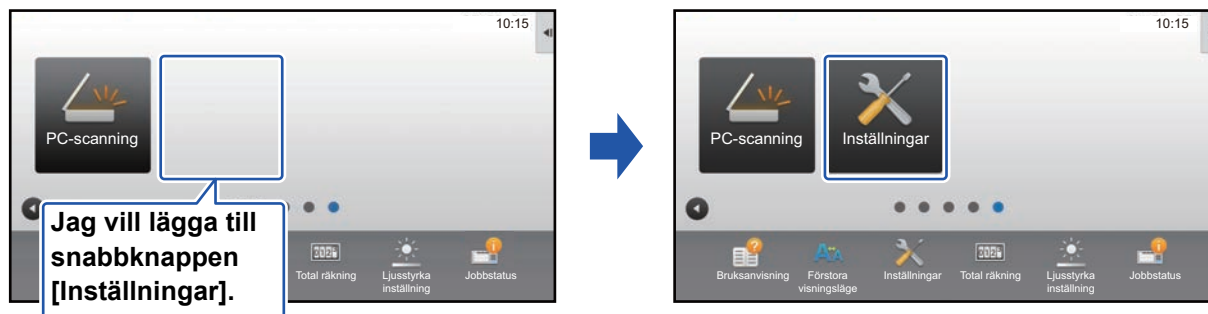 10:15
PC-scanning
Jag vill lägga till
snabbknappen
[Inställningar].
Total räkning
Ljusstyrka
inställning
Jobbstatus
10:15
PC-scanning
Inställningar
Bruksanvisning
Förstora
visningsläge
Inställningar
Total räkning
Ljusstyrka
inställning
Jobbstatus